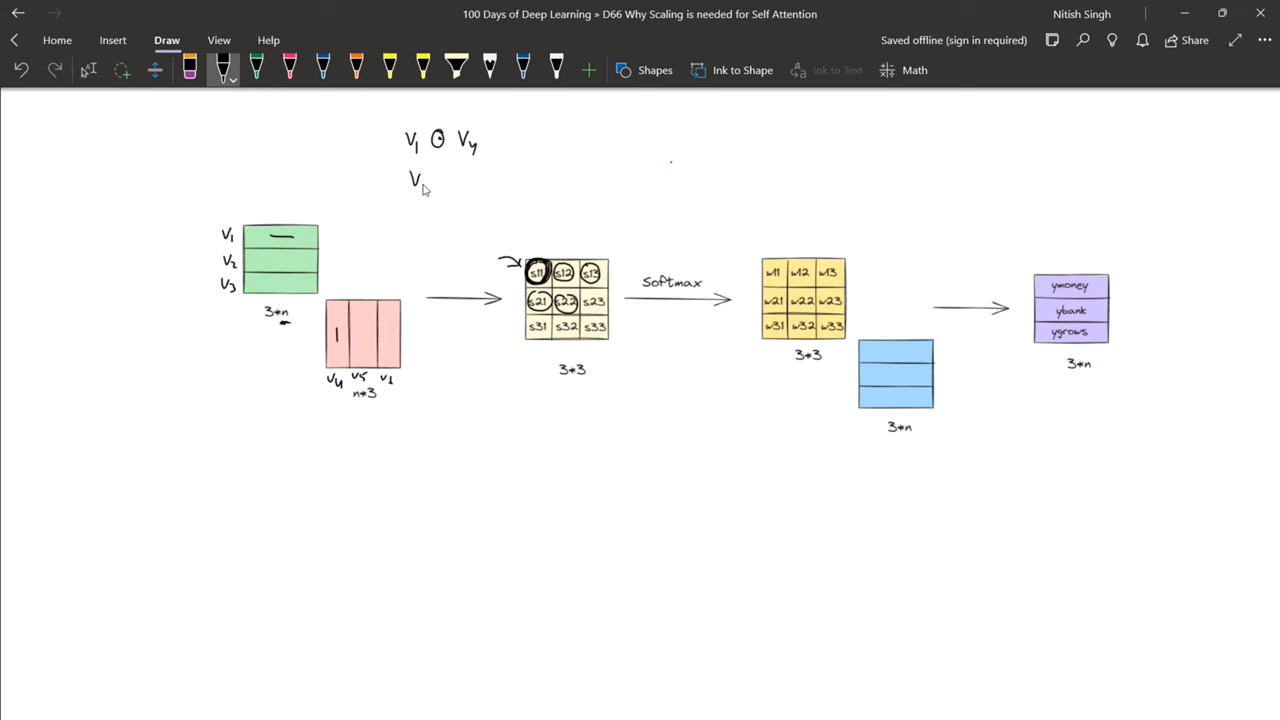 100 Days of Deep Learning » D66 Why Scaling is needed for Self Attention
Nitish Singh
Home Insert Draw View Help
Saved offline (sign in required)
Share
Shapes
Ink to Shape
Ink to Text
Math
V1 ⊙ V4
V
V1
V2
V3
3*n
V4 V5 V1
n*3
s11 s12 s13
s21 s22 s23
s31 s32 s33
3*3
Softmax
w11 w12 w13
w21 w22 w23
w31 w32 w33
3*3
3*n
ymoney
ybank
ygrows
3*n